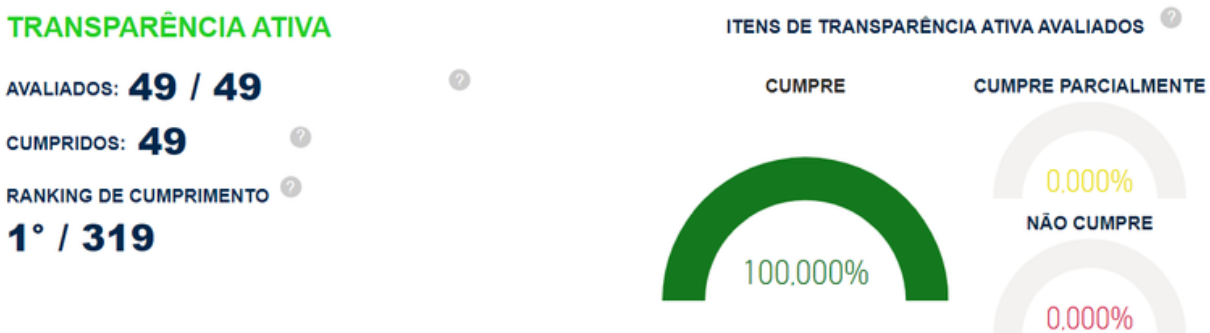 TRANSPARÊNCIA ATIVA
AVALIADOS: 49 / 49
CUMPRIDOS: 49
RANKING DE CUMPRIMENTO
1° / 319
ITENS DE TRANSPARÊNCIA ATIVA AVALIADOS
CUMPRE
100,000%
CUMPRE PARCIALMENTE
0,000%
NÃO CUMPRE
0,000%